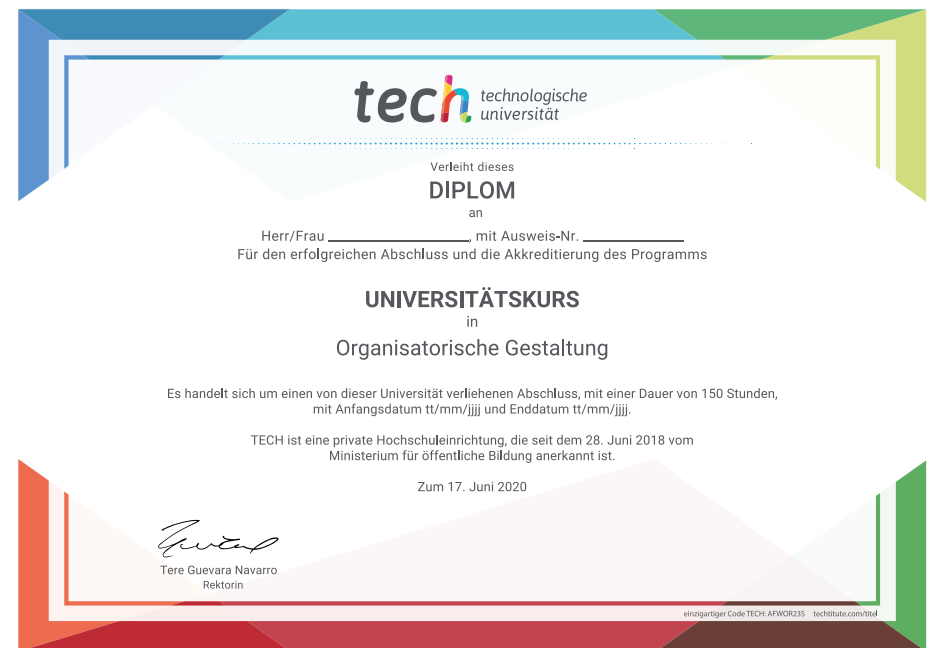 tech technologische
universität
Verleiht dieses
DIPLOM
an
Herr/Frau ____________, mit Ausweis-Nr. ____________
Für den erfolgreichen Abschluss und die Akkreditierung des Programms
UNIVERSITÄTSKURS
in
Organisatorische Gestaltung
Es handelt sich um einen von dieser Universität verliehenen Abschluss, mit einer Dauer von 150 Stunden,
mit Anfangsdatum tt/mm/jjjj und Enddatum tt/mm/jjjj.
TECH ist eine private Hochschuleinrichtung, die seit dem 28. Juni 2018 vom
Ministerium für öffentliche Bildung anerkannt ist.
Zum 17. Juni 2020
Tere Guevara Navarro
Rektorin
einzigartiger Code TECH: AFWOR23S techtitute.com/titel